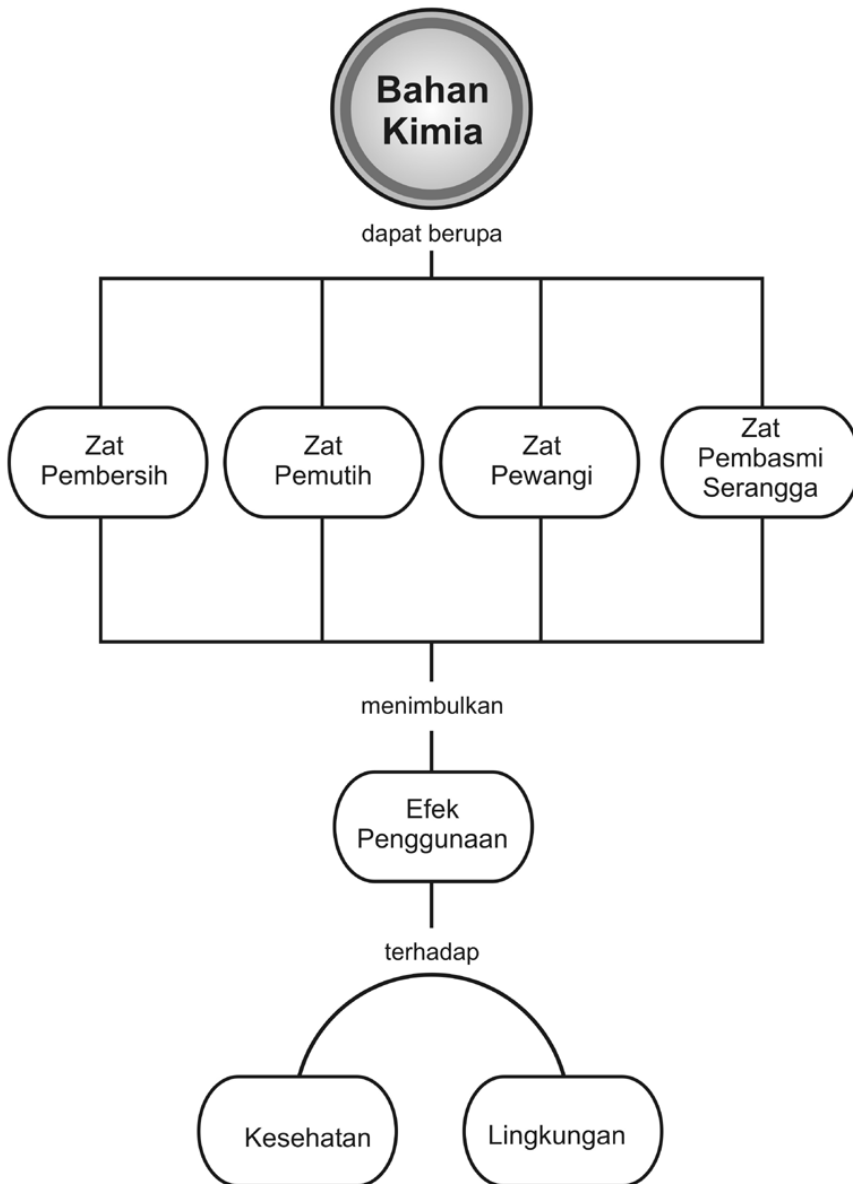 Bahan
Kimia
dapat berupa
Zat
Pembersih
Zat
Pemutih
Zat
Pewangi
Zat
Pembasmi
Serangga
menimbulkan
Efek
Penggunaan
terhadap
Kesehatan
Lingkungan